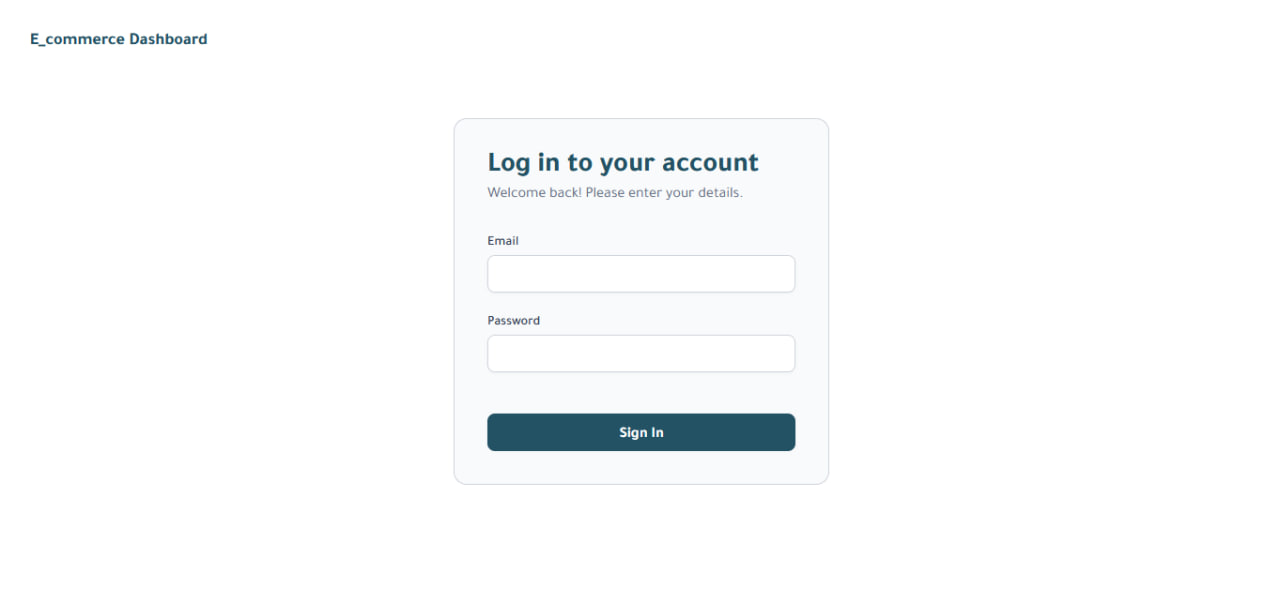 E_commerce Dashboard
Log in to your account
Welcome back! Please enter your details.
Email
Password
Sign In